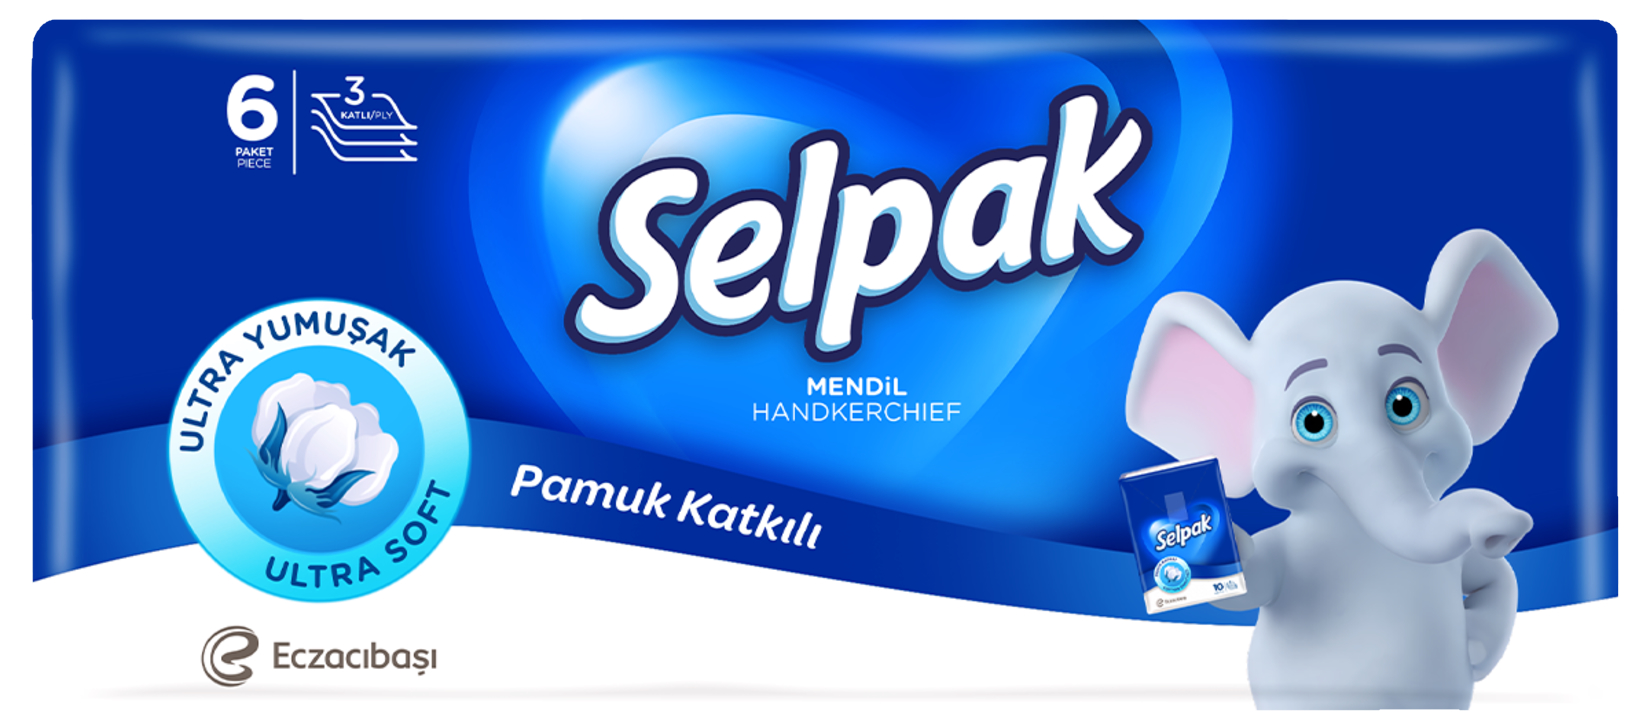 6
PAKET
PIECE
3
KATLI/PLY
Selpak
MENDiL
HANDKERCHIEF
ULTRA YUMUŞAK
ULTRA SOFT
Pamuk Katkılı
Eczacıbaşı
Selpak
10